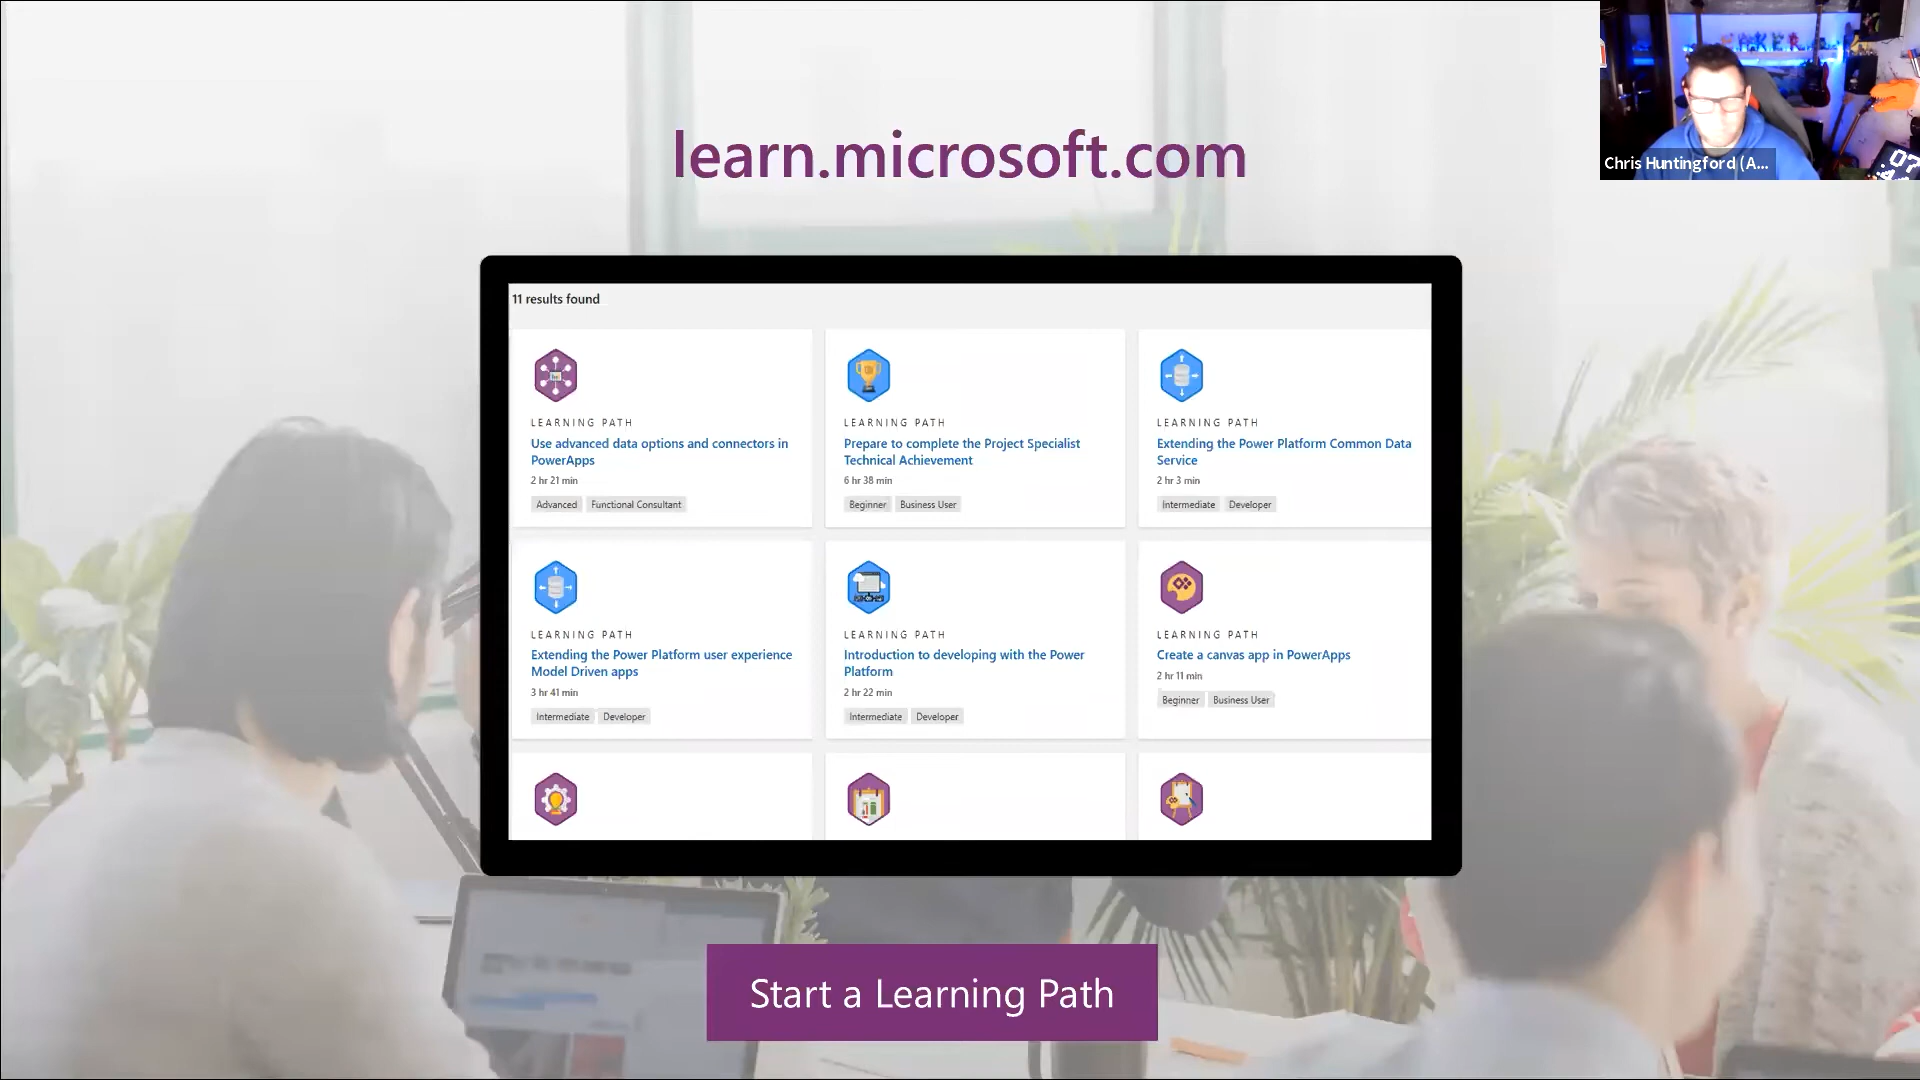 learn.microsoft.com
Chris Huntingford (A...
11 results found
LEARNING PATH
Use advanced data options and connectors in
PowerApps
2 hr 21 min
Advanced Functional Consultant
LEARNING PATH
Prepare to complete the Project Specialist
Technical Achievement
6 hr 38 min
Beginner Business User
LEARNING PATH
Extending the Power Platform Common Data
Service
2 hr 3 min
Intermediate Developer
LEARNING PATH
Extending the Power Platform user experience
Model Driven apps
3 hr 41 min
Intermediate Developer
LEARNING PATH
Introduction to developing with the Power
Platform
2 hr 22 min
Intermediate Developer
LEARNING PATH
Create a canvas app in PowerApps
2 hr 11 min
Beginner Business User
Start a Learning Path